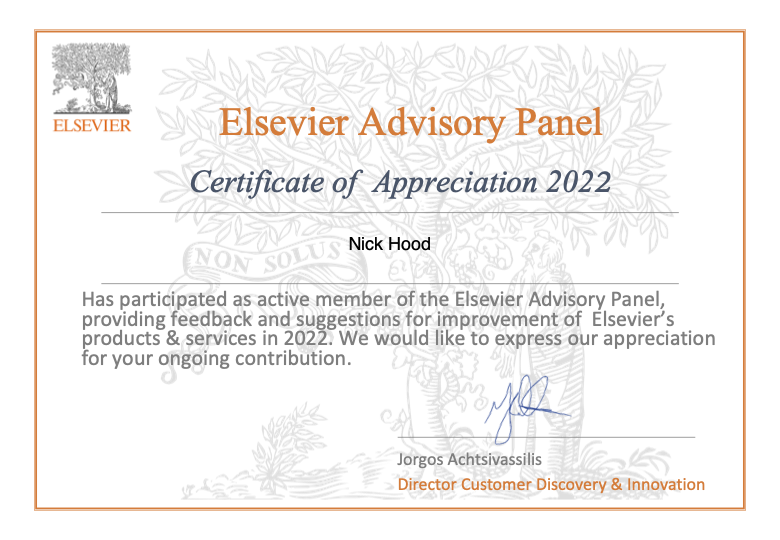 ELSEVIER
Elsevier Advisory Panel
Certificate of Appreciation 2022
Nick Hood
NON SOLUS
Has participated as active member of the Elsevier Advisory Panel,
providing feedback and suggestions for improvement of Elsevier's
products & services in 2022. We would like to express our appreciation
for your ongoing contribution.
Jorgos Achtsivassilis
Director Customer Discovery & Innovation